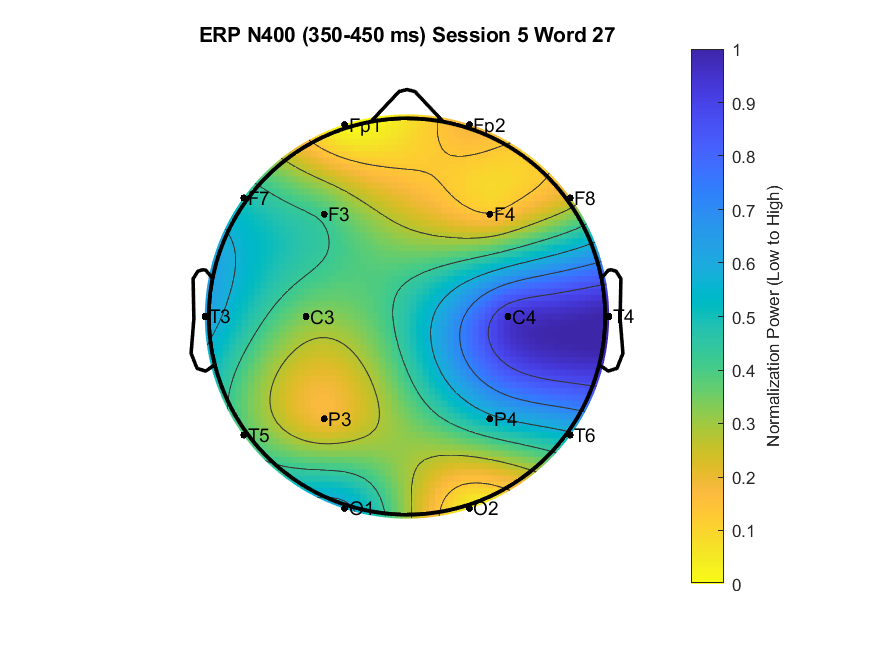 ERP N400 (350-450 ms) Session 5 Word 27
Fp1 Fp2
F7 F8
F3 F4
T3 C3 C4 T4
P3 P4
T5 T6
O1 O2
1
0.9
0.8
0.7
0.6
0.5
0.4
0.3
0.2
0.1
0
Normalization Power (Low to High)